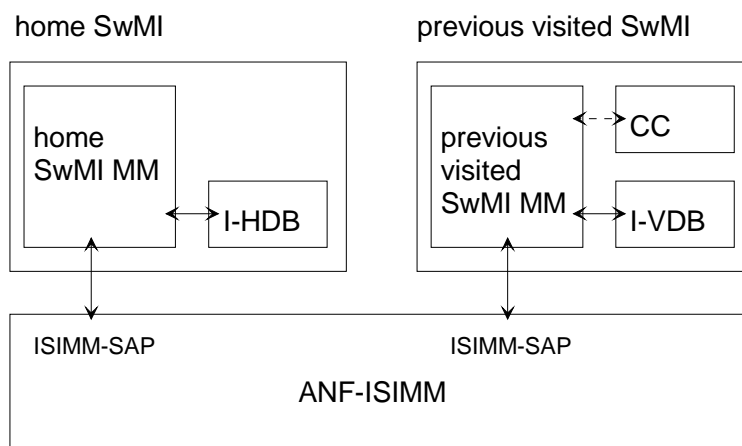 home SwMI
previous visited SwMI
home
SwMI MM
I-HDB
previous
visited
SwMI MM
CC
I-VDB
ISIMM-SAP
ISIMM-SAP
ANF-ISIMM